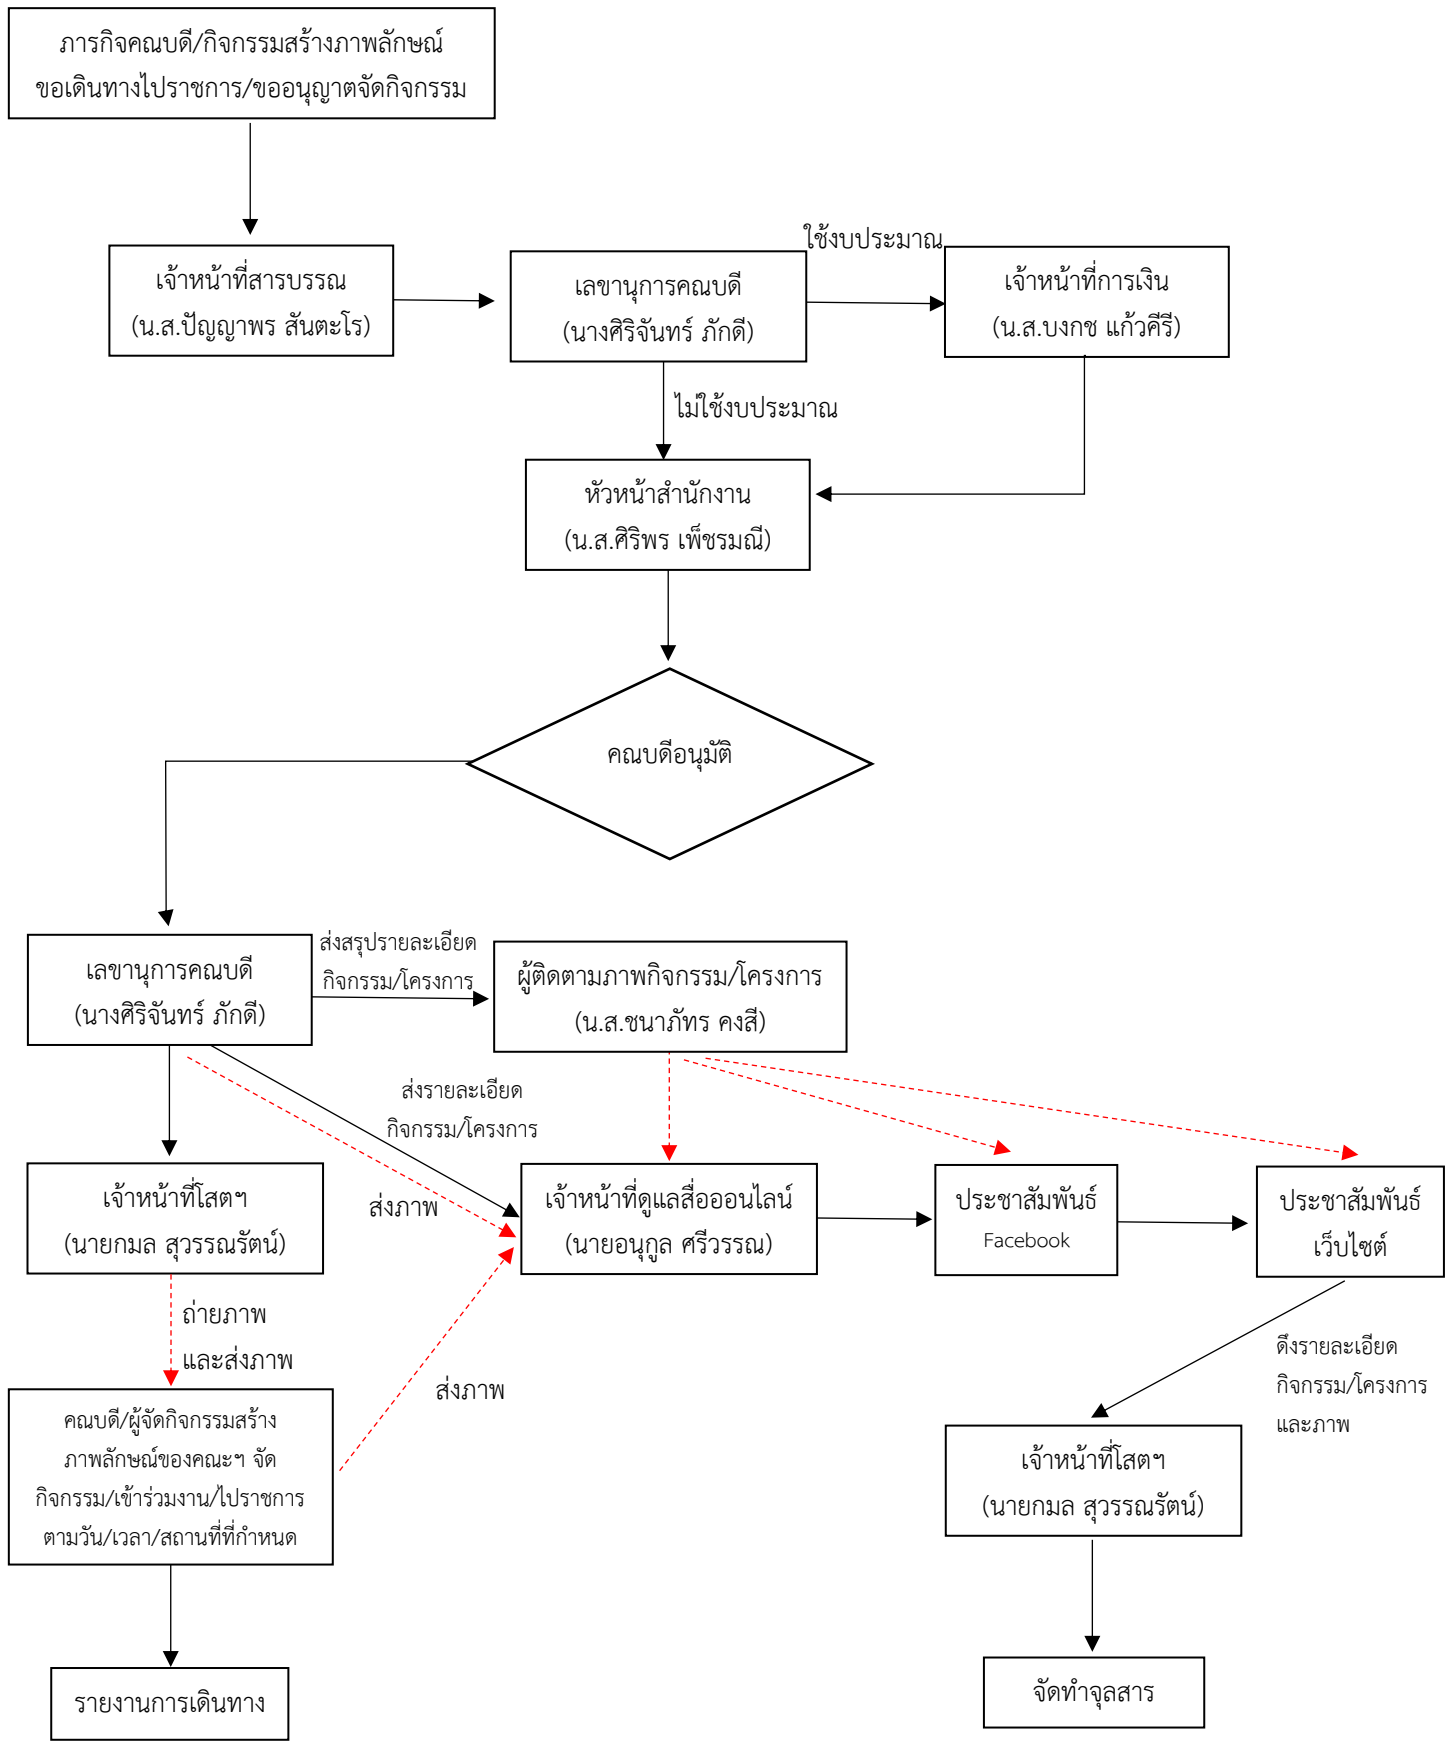 ภารกิจคณบดี/กิจกรรมสร้างภาพลักษณ์
ขอเดินทางไปราชการ/ขออนุญาตจัดกิจกรรม
เจ้าหน้าที่สารบรรณ
(น.ส.ปัญญาพร สันตะโร)
เลขานุการคณบดี
(นางศิริจันทร์ ภักดี)
ใช้งบประมาณ
เจ้าหน้าที่การเงิน
(น.ส.บงกช แก้วคีรี)
ไม่ใช้งบประมาณ
หัวหน้าสำนักงาน
(น.ส.ศิริพร เพ็ชรมณี)
คณบดีอนุมัติ
เลขานุการคณบดี
(นางศิริจันทร์ ภักดี)
ส่งสรุปรายละเอียด
กิจกรรม/โครงการ
ผู้ติดตามภาพกิจกรรม/โครงการ
(น.ส.ชนาภัทร คงสี)
ส่งรายละเอียด
กิจกรรม/โครงการ
ส่งภาพ
เจ้าหน้าที่โสตฯ
(นายกมล สุวรรณรัตน์)
เจ้าหน้าที่ดูแลสื่อออนไลน์
(นายอนุกูล ศรีวรรณ)
ประชาสัมพันธ์
Facebook
ประชาสัมพันธ์
เว็บไซต์
ถ่ายภาพ
และส่งภาพ
ส่งภาพ
ดึงรายละเอียด
กิจกรรม/โครงการ
และภาพ
คณบดี/ผู้จัดกิจกรรมสร้าง
ภาพลักษณ์ของคณะฯ จัด
กิจกรรม/เข้าร่วมงาน/ไปราชการ
ตามวัน/เวลา/สถานที่ที่กำหนด
เจ้าหน้าที่โสตฯ
(นายกมล สุวรรณรัตน์)
รายงานการเดินทาง
จัดทำจุลสาร